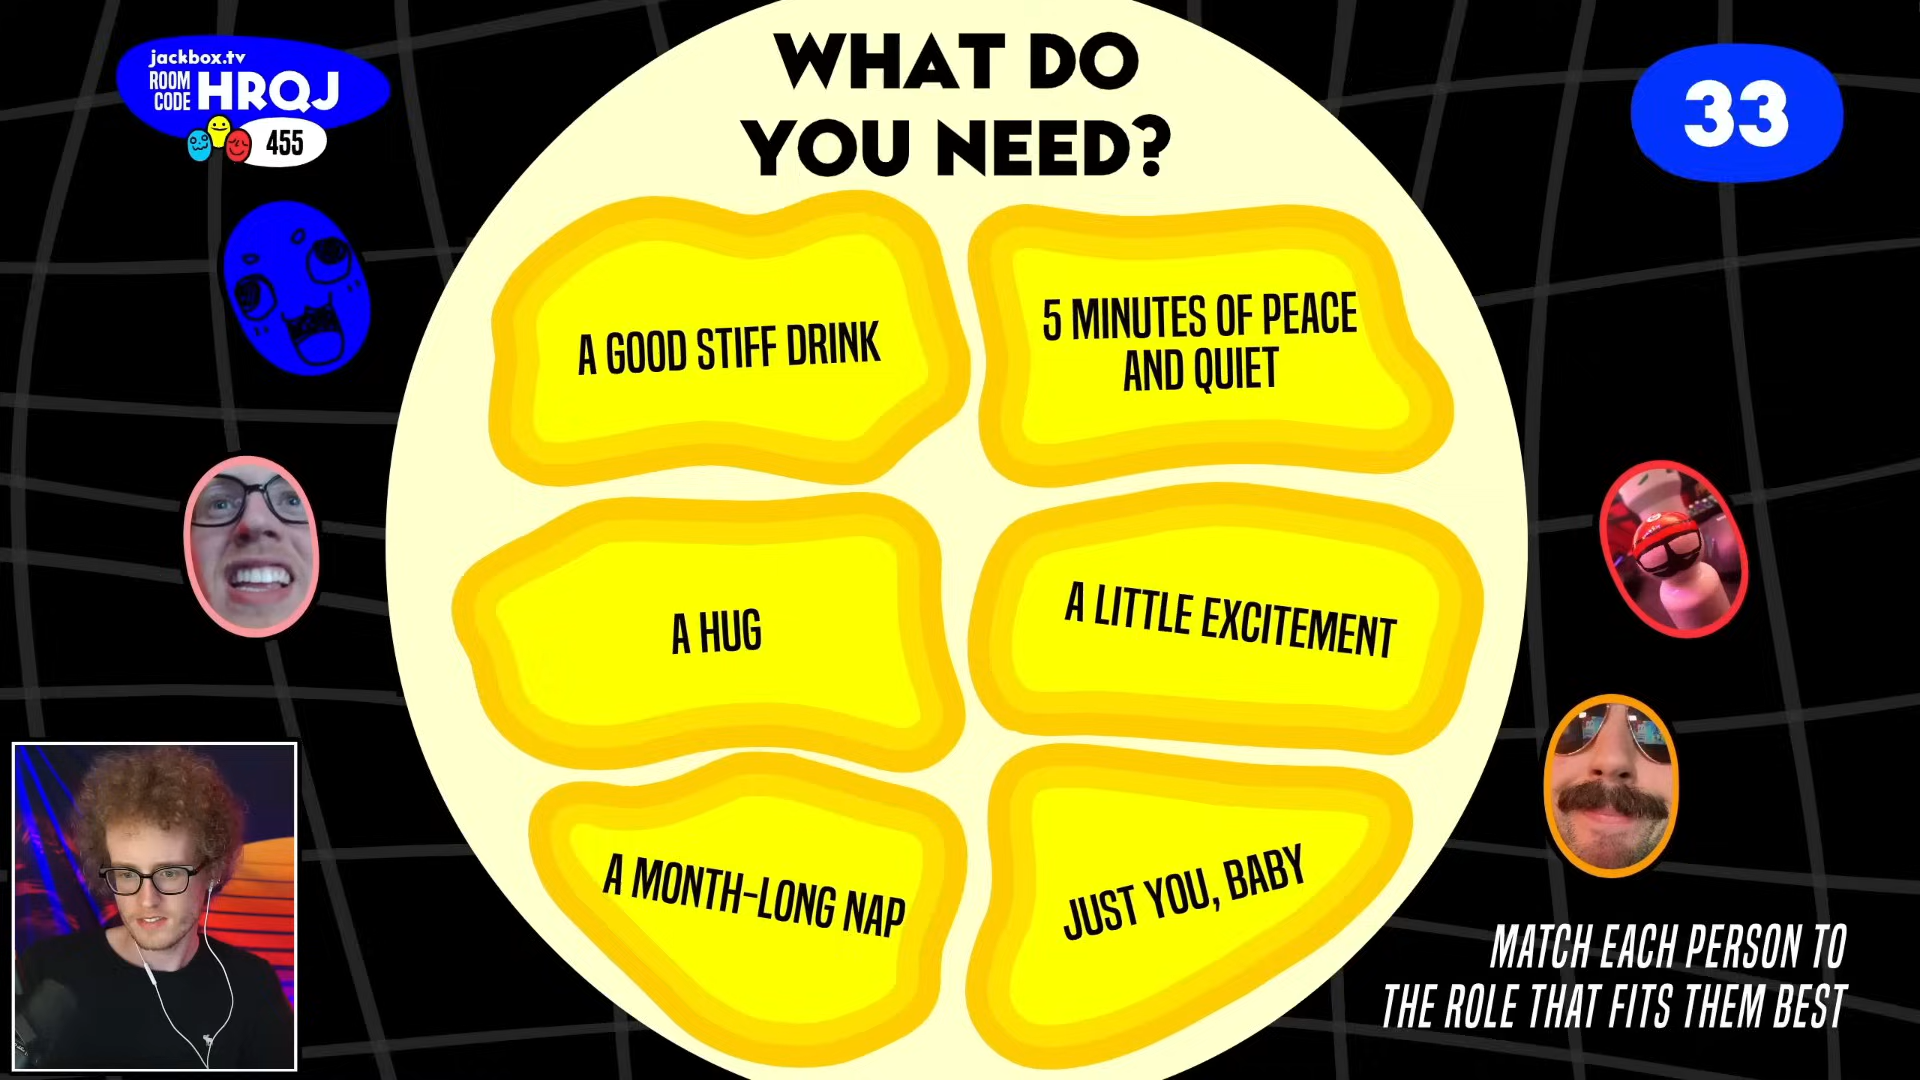 jackbox.tv
ROOM
CODE
HRQJ
455
WHAT DO
YOU NEED?
33
A GOOD STIFF DRINK
5 MINUTES OF PEACE
AND QUIET
A HUG
A LITTLE EXCITEMENT
A MONTH-LONG NAP
JUST YOU, BABY
MATCH EACH PERSON TO
THE ROLE THAT FITS THEM BEST